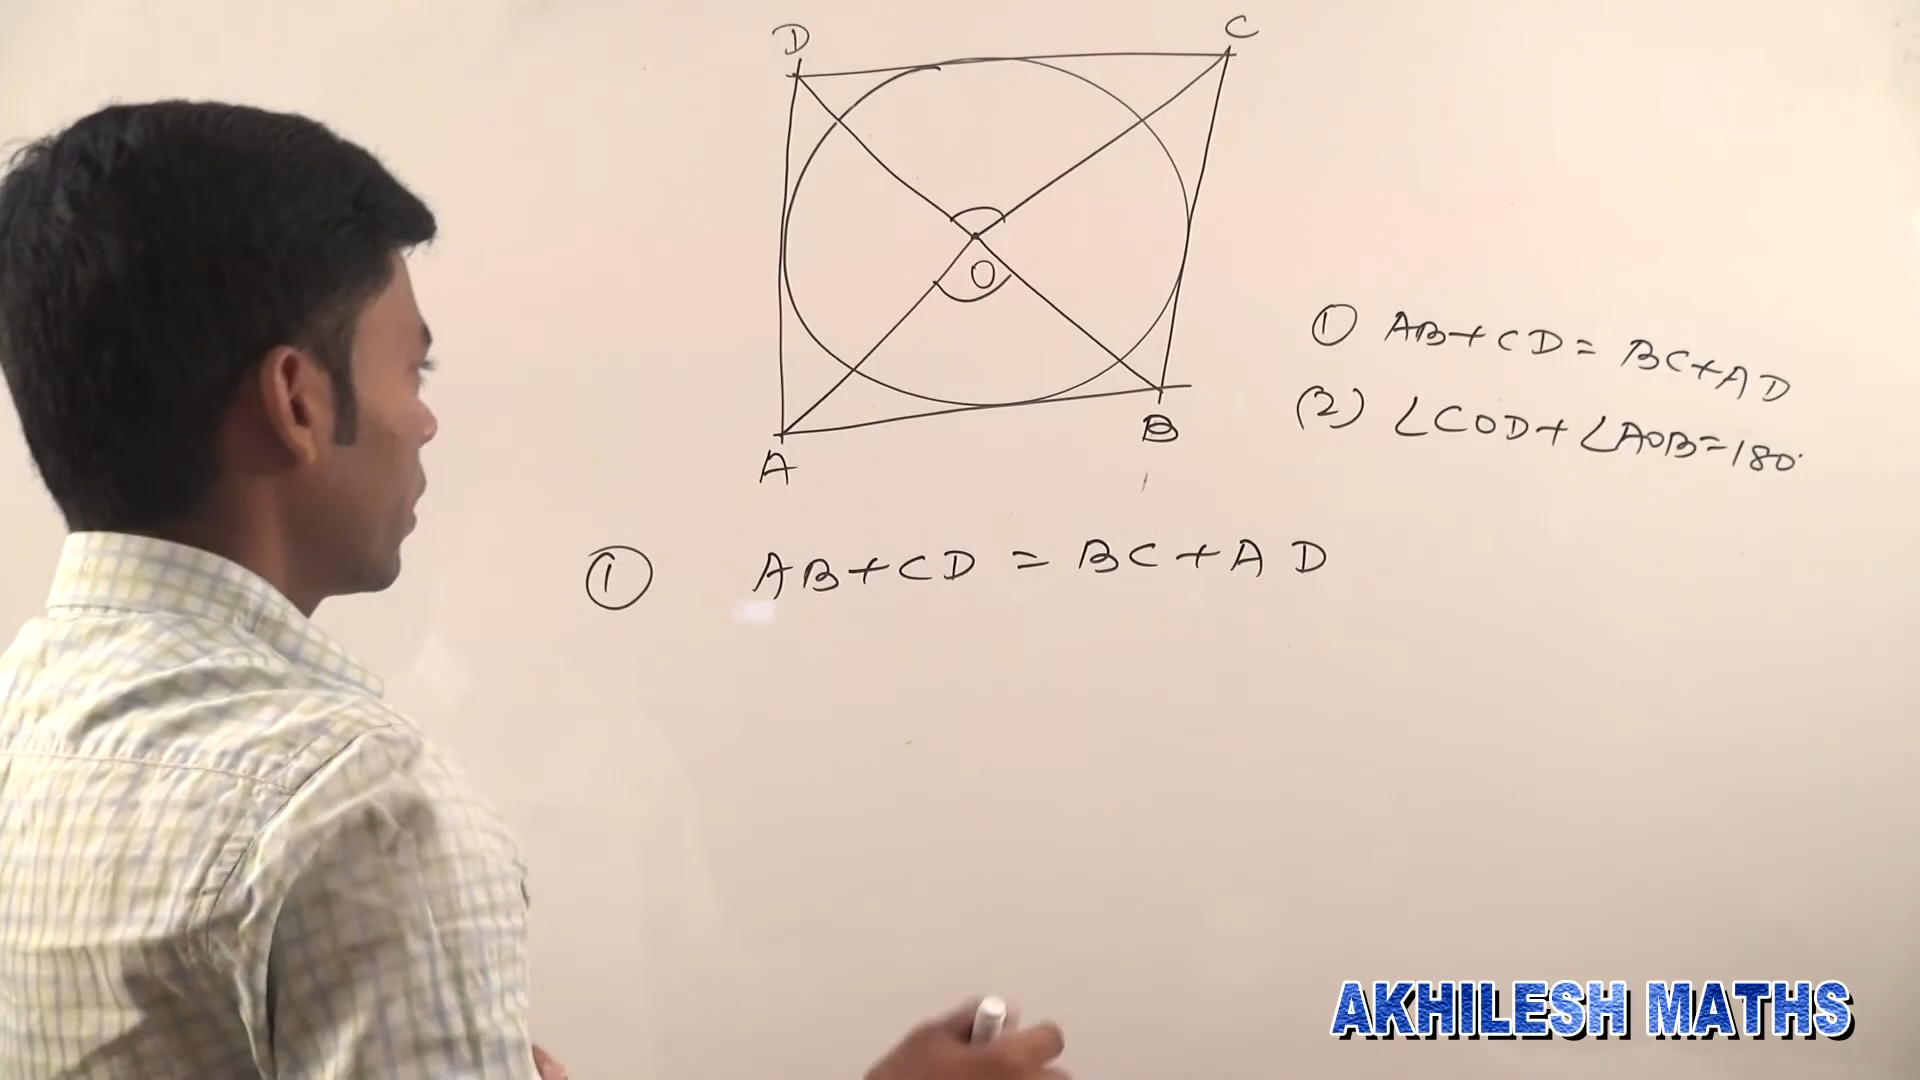 D
C
O
① AB+CD = BC+AD
(2) ∠COD+∠AOB=180°
A
B
① AB+CD = BC+AD
AKHILESH MATHS